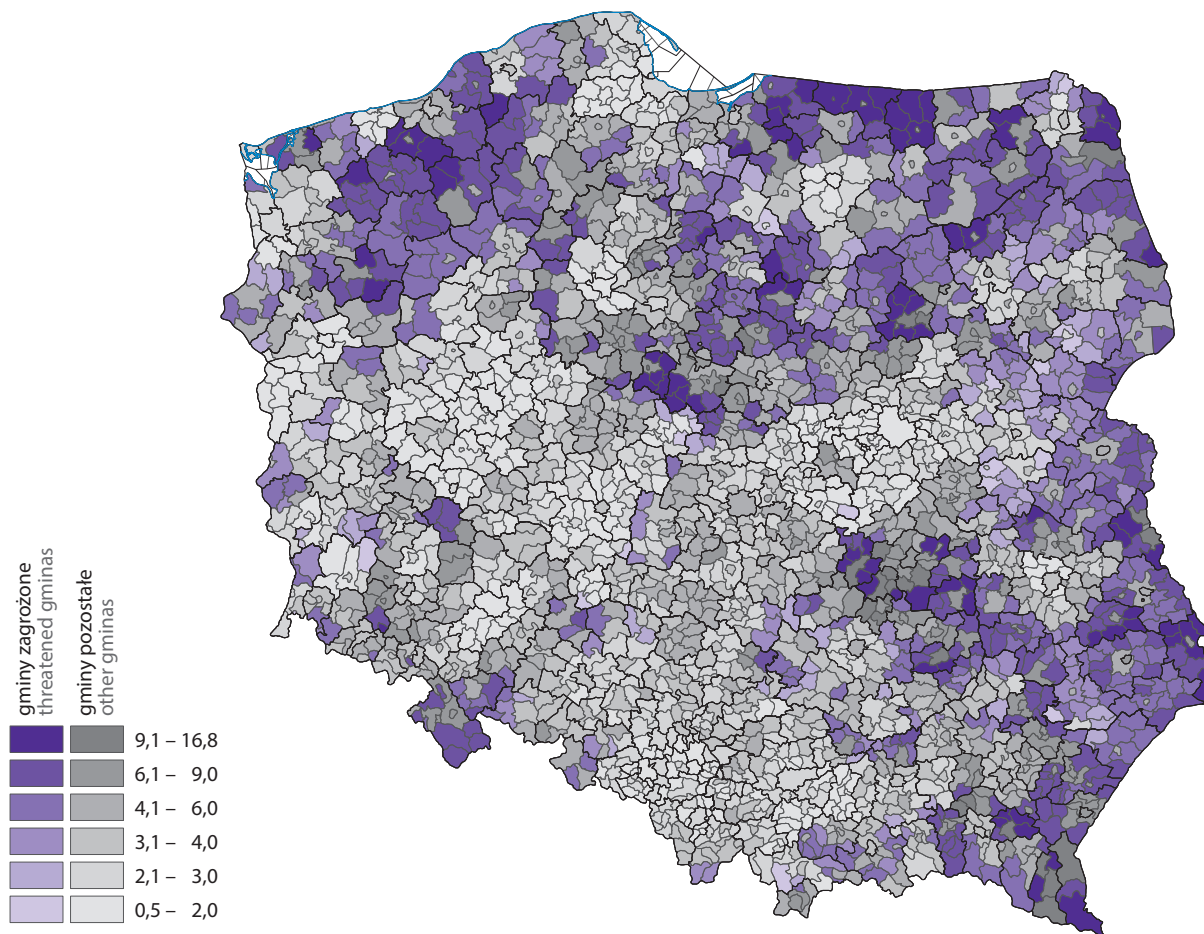 gminy zagrożone
threatened gminas
gminy pozostałe
other gminas
9,1 – 16,8
6,1 – 9,0
4,1 – 6,0
3,1 – 4,0
2,1 – 3,0
0,5 – 2,0